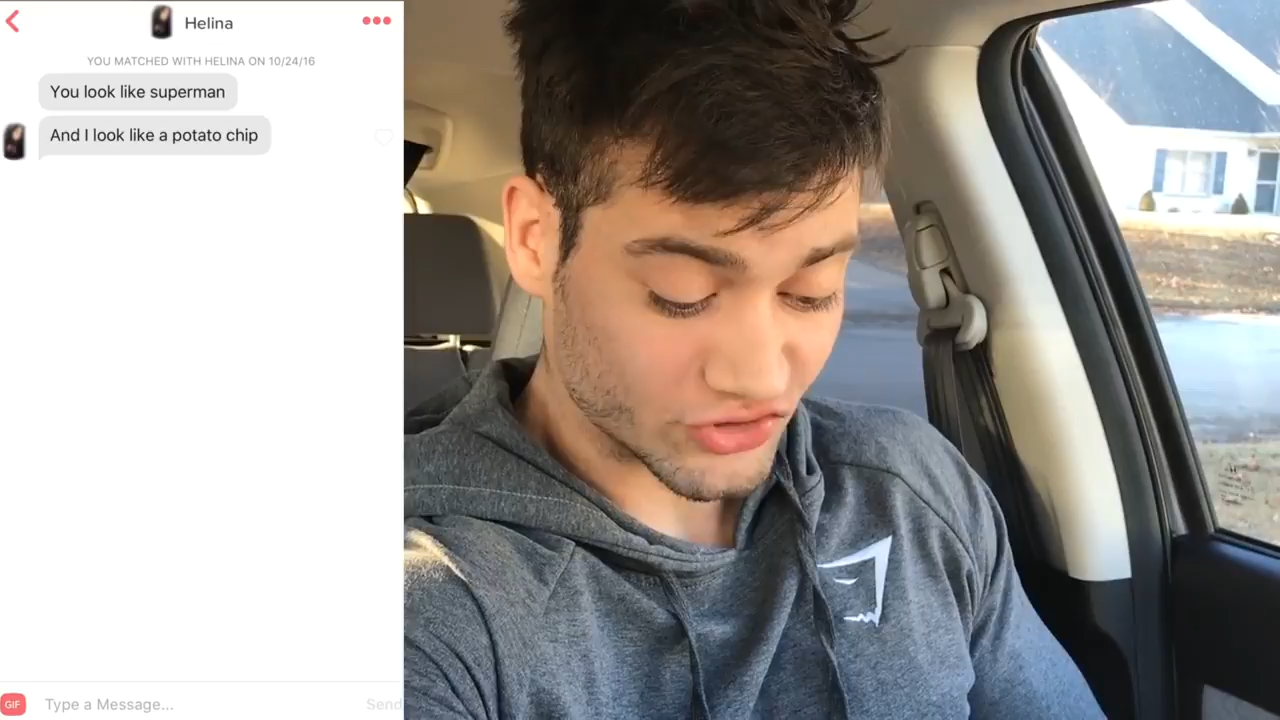 Helina
YOU MATCHED WITH HELINA ON 10/24/16
You look like superman
And I look like a potato chip
GIF
Type a Message...
Send